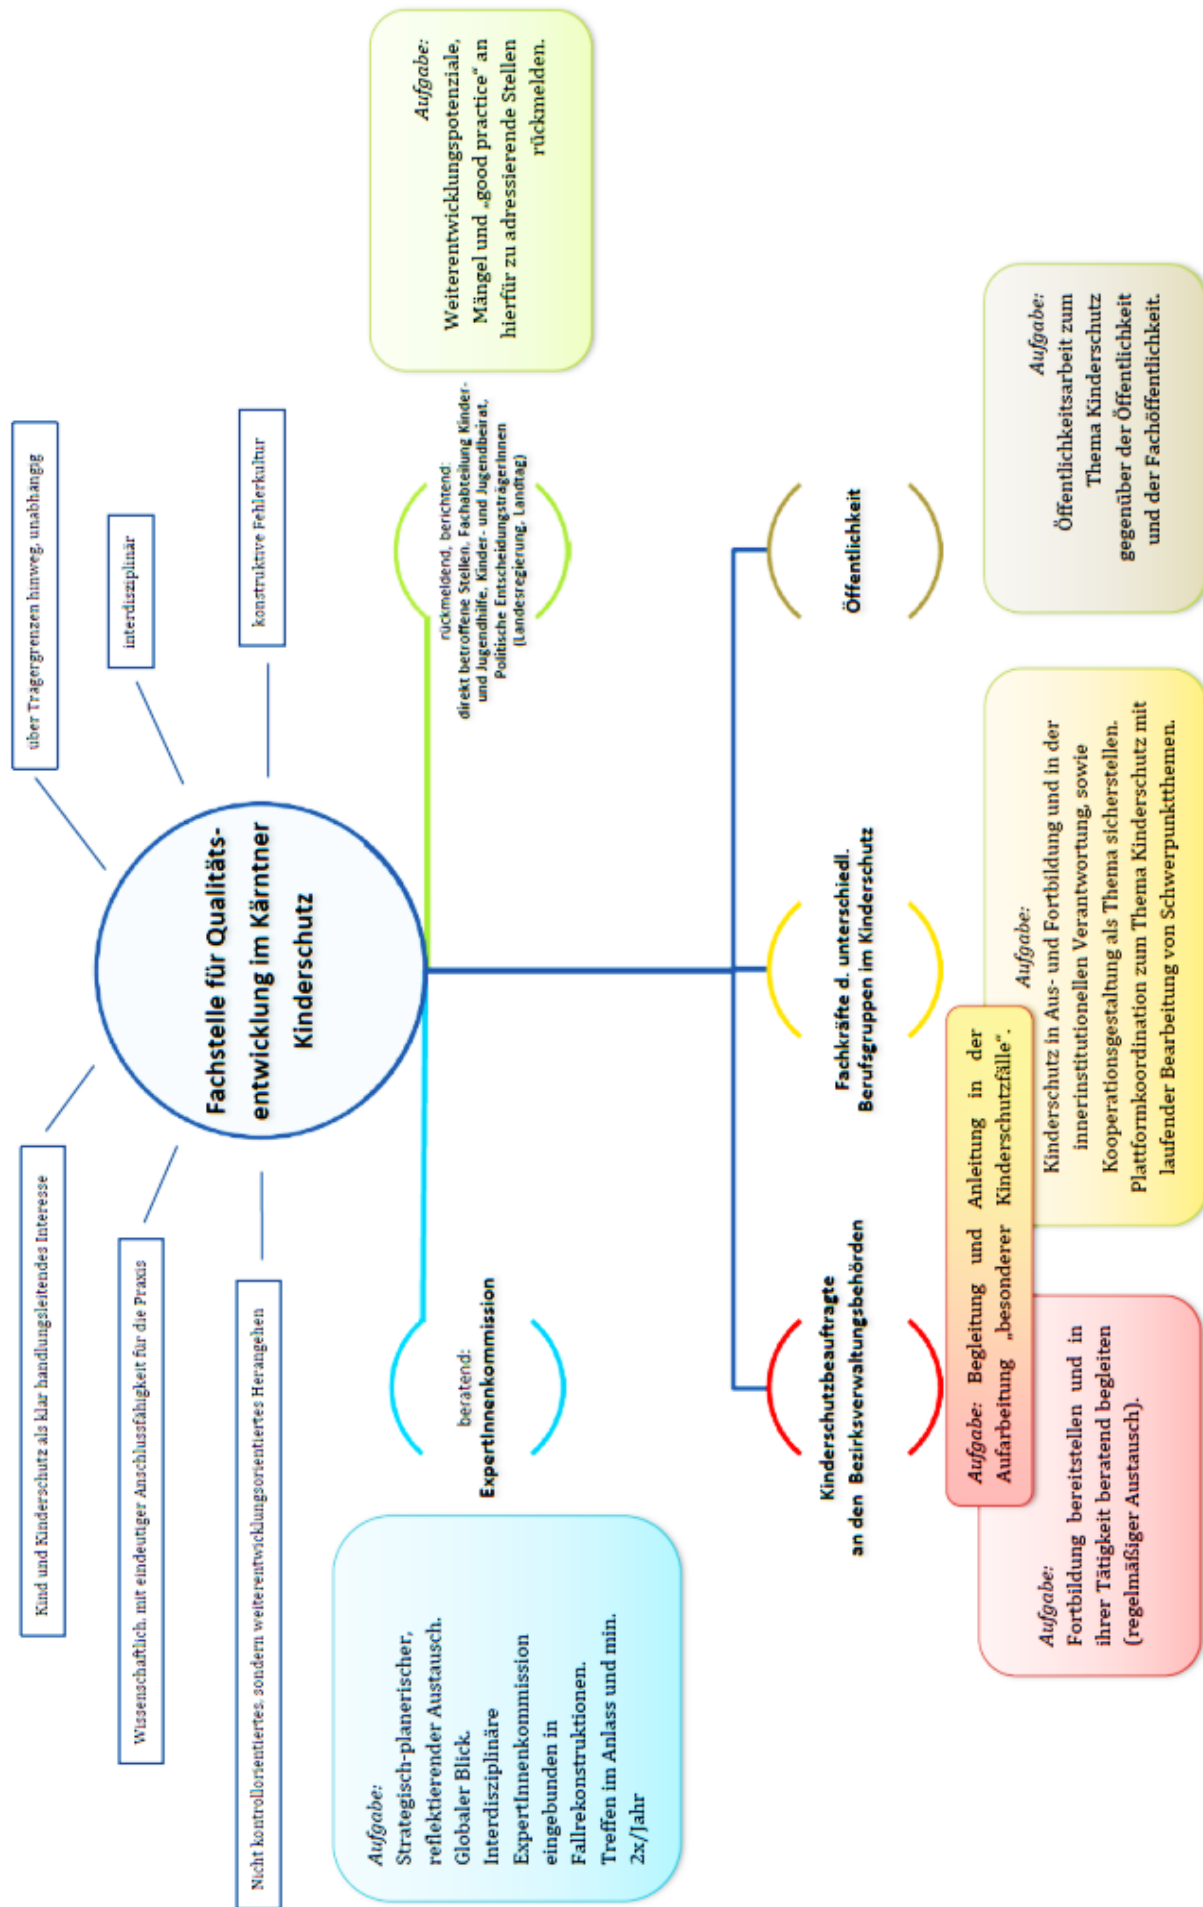 Kind und Kinderschutz als klar handlungsleitendes Interesse
Wissenschaftlich, mit eindeutiger Anschlussfähigkeit für die Praxis
Nicht kontrollorientiertes, sondern weiterentwicklungsorientiertes Herangehen
Fachstelle für Qualitäts-
entwicklung im Kärntner
Kinderschutz
über Trägergrenzen hinweg, unabhängig
interdisziplinär
konstruktive Fehlerkultur
Aufgabe:
Strategisch-planerischer,
reflektierender Austausch.
Globaler Blick.
Interdisziplinäre
ExpertInnenkommission
eingebunden in
Fallrekonstruktionen.
Treffen im Anlass und min.
2x/Jahr
beratend:
ExpertInnenkommission
rückmeldend, berichtend:
direkt betroffene Stellen, Fachabteilung Kinder-
und Jugendhilfe, Kinder- und Jugendbeirat,
Politische EntscheidungsträgerInnen
(Landesregierung, Landtag)
Aufgabe:
Weiterentwicklungspotenziale,
Mängel und „good practice“ an
hierfür zu adressierende Stellen
rückmelden.
Kinderschutzbeauftragte
an den Bezirksverwaltungsbehörden
Fachkräfte d. unterschiedl.
Berufsgruppen im Kinderschutz
Öffentlichkeit
Aufgabe: Begleitung und Anleitung in der
Aufarbeitung „besonderer Kinderschutzfälle“.
Aufgabe:
Fortbildung bereitstellen und in
ihrer Tätigkeit beratend begleiten
(regelmäßiger Austausch).
Aufgabe:
Kinderschutz in Aus- und Fortbildung und in der
innerinstitutionellen Verantwortung, sowie
Kooperationsgestaltung als Thema sicherstellen.
Plattformkoordination zum Thema Kinderschutz mit
laufender Bearbeitung von Schwerpunktthemen.
Aufgabe:
Öffentlichkeitsarbeit zum
Thema Kinderschutz
gegenüber der Öffentlichkeit
und der Fachöffentlichkeit.